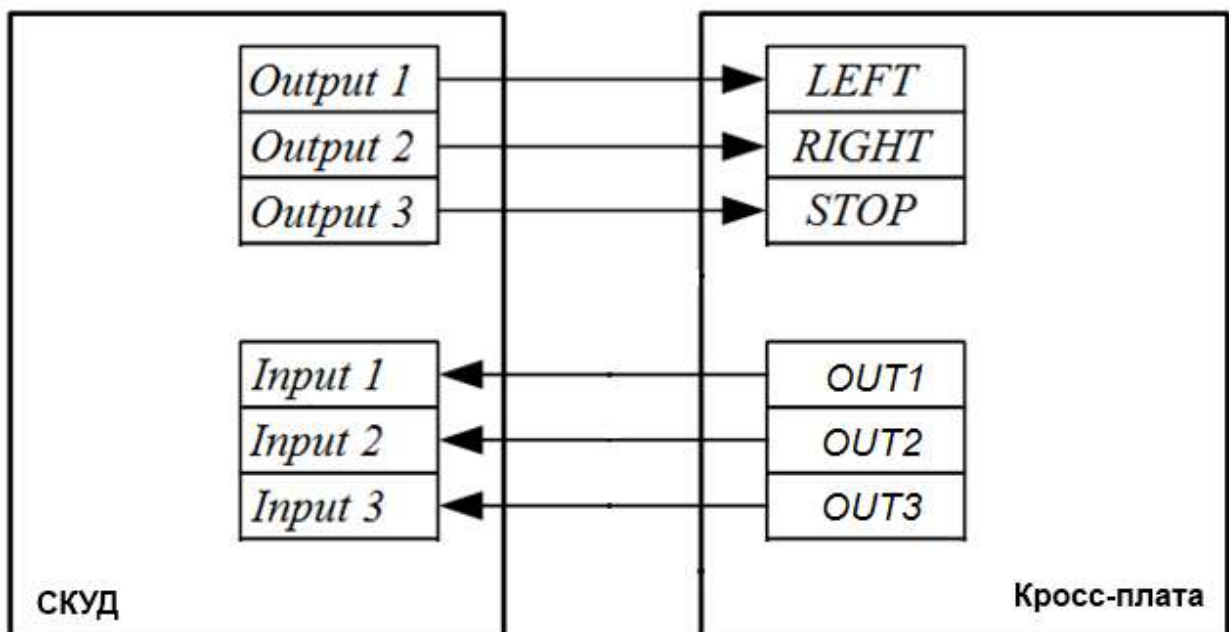 Output 1
LEFT
Output 2
RIGHT
Output 3
STOP
Input 1
OUT1
Input 2
OUT2
Input 3
OUT3
СКУД
Кросс-плата